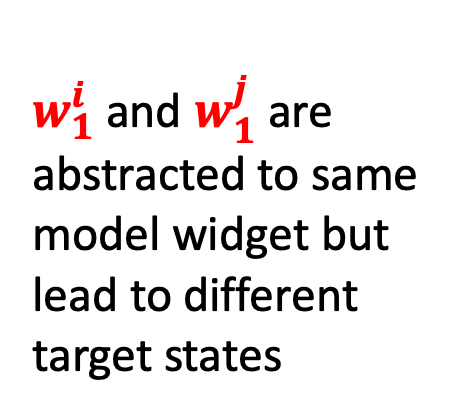 w₁ⁱ and w₁ʲ are
abstracted to same
model widget but
lead to different
target states